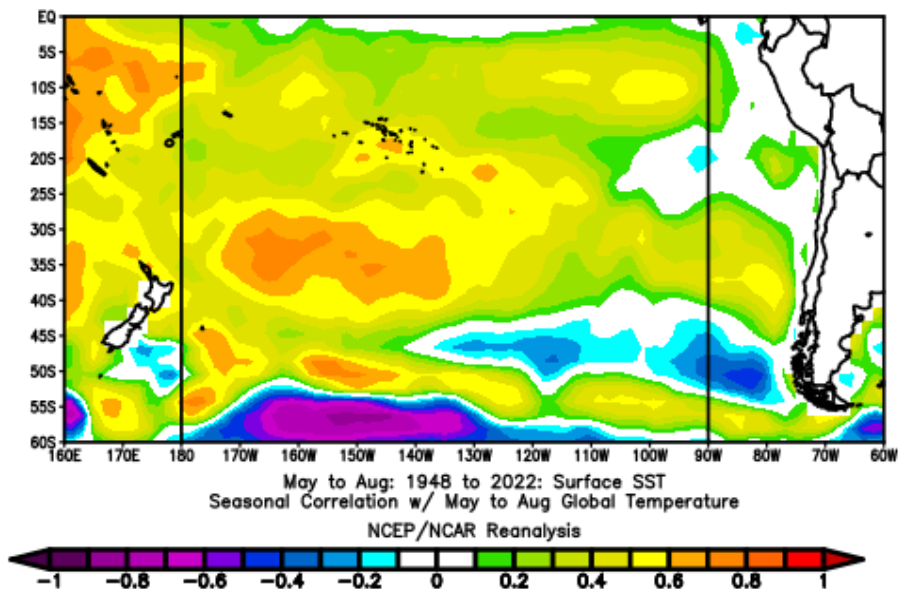 EQ
5S
10S
15S
20S
25S
30S
35S
40S
45S
50S
55S
60S
160E 170E 180 170W 160W 150W 140W 130W 120W 110W 100W 90W 80W 70W 60W
May to Aug: 1948 to 2022: Surface SST
Seasonal Correlation w/ May to Aug Global Temperature
NCEP/NCAR Reanalysis
-1 -0.8 -0.6 -0.4 -0.2 0 0.2 0.4 0.6 0.8 1